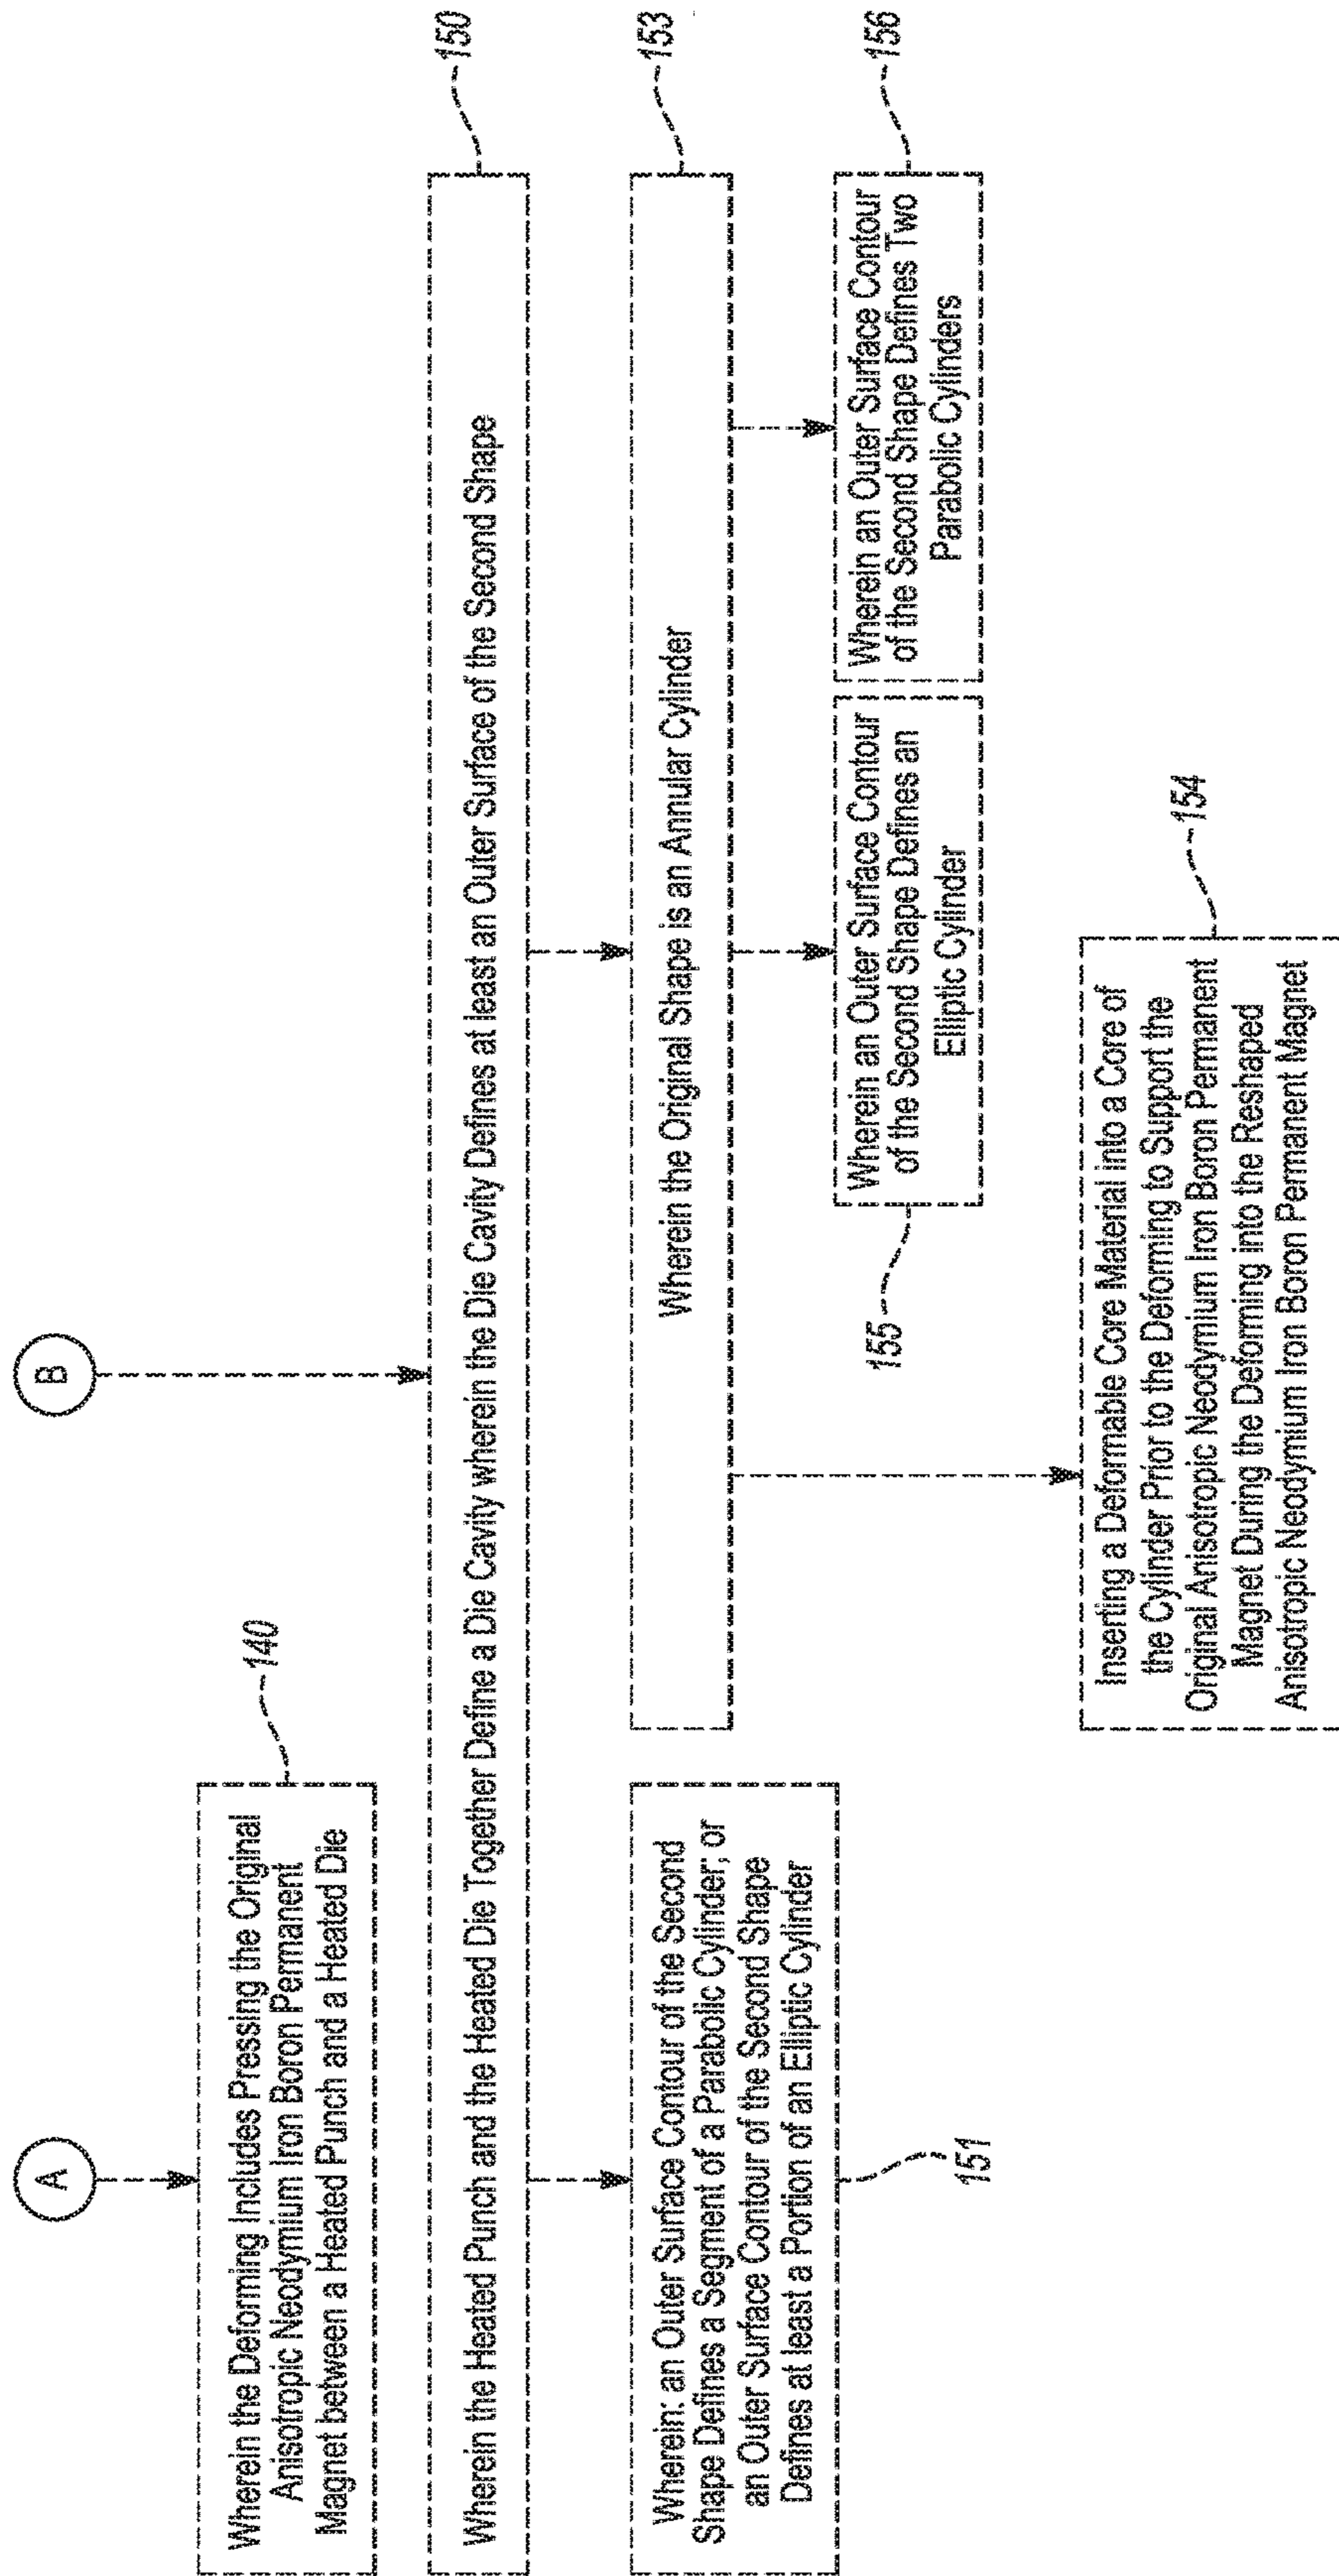 A
B
Wherein the Deforming Includes Pressing the Original
Anisotropic Neodymium Iron Boron Permanent
Magnet between a Heated Punch and a Heated Die
140
Wherein the Heated Punch and the Heated Die Together Define a Die Cavity wherein the Die Cavity Defines at least an Outer Surface of the Second Shape
150
Wherein: an Outer Surface Contour of the Second
Shape Defines a Segment of a Parabolic Cylinder; or
an Outer Surface Contour of the Second Shape
Defines at least a Portion of an Elliptic Cylinder
151
Wherein the Original Shape is an Annular Cylinder
153
Wherein an Outer Surface Contour
of the Second Shape Defines an
Elliptic Cylinder
155
Wherein an Outer Surface Contour
of the Second Shape Defines Two
Parabolic Cylinders
156
Inserting a Deformable Core Material into a Core of
the Cylinder Prior to the Deforming to Support the
Original Anisotropic Neodymium Iron Boron Permanent
Magnet During the Deforming into the Reshaped
Anisotropic Neodymium Iron Boron Permanent Magnet
154